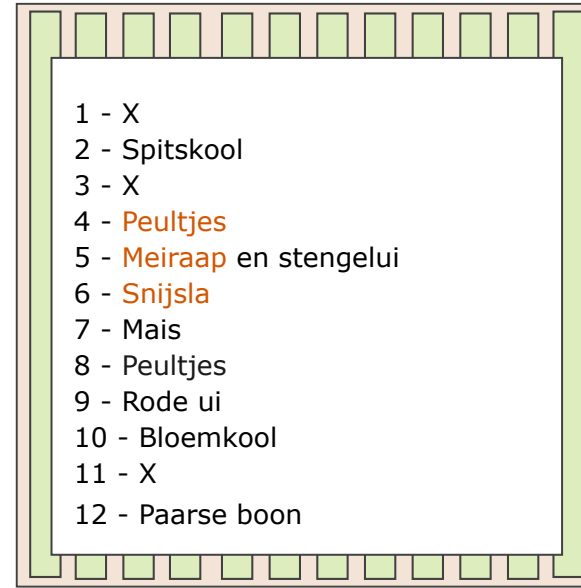 1 - X
2 - Spitskool
3 - X
4 - Peultjes
5 - Meiraap en stengelui
6 - Snijsla
7 - Mais
8 - Peultjes
9 - Rode ui
10 - Bloemkool
11 - X
12 - Paarse boon